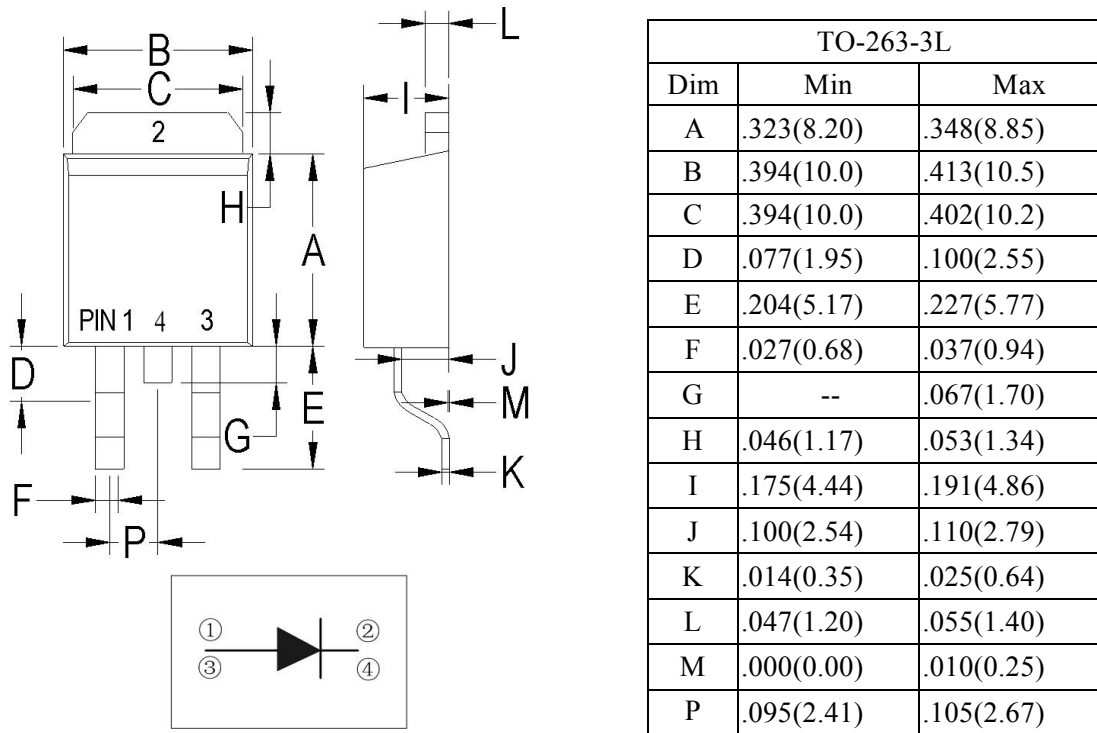 L
B
C
I
2
H
A
PIN 1 4 3
D
J
M
E
G
K
F
P
① ②
③ ④
TO-263-3L
Dim Min Max
A .323(8.20) .348(8.85)
B .394(10.0) .413(10.5)
C .394(10.0) .402(10.2)
D .077(1.95) .100(2.55)
E .204(5.17) .227(5.77)
F .027(0.68) .037(0.94)
G -- .067(1.70)
H .046(1.17) .053(1.34)
I .175(4.44) .191(4.86)
J .100(2.54) .110(2.79)
K .014(0.35) .025(0.64)
L .047(1.20) .055(1.40)
M .000(0.00) .010(0.25)
P .095(2.41) .105(2.67)